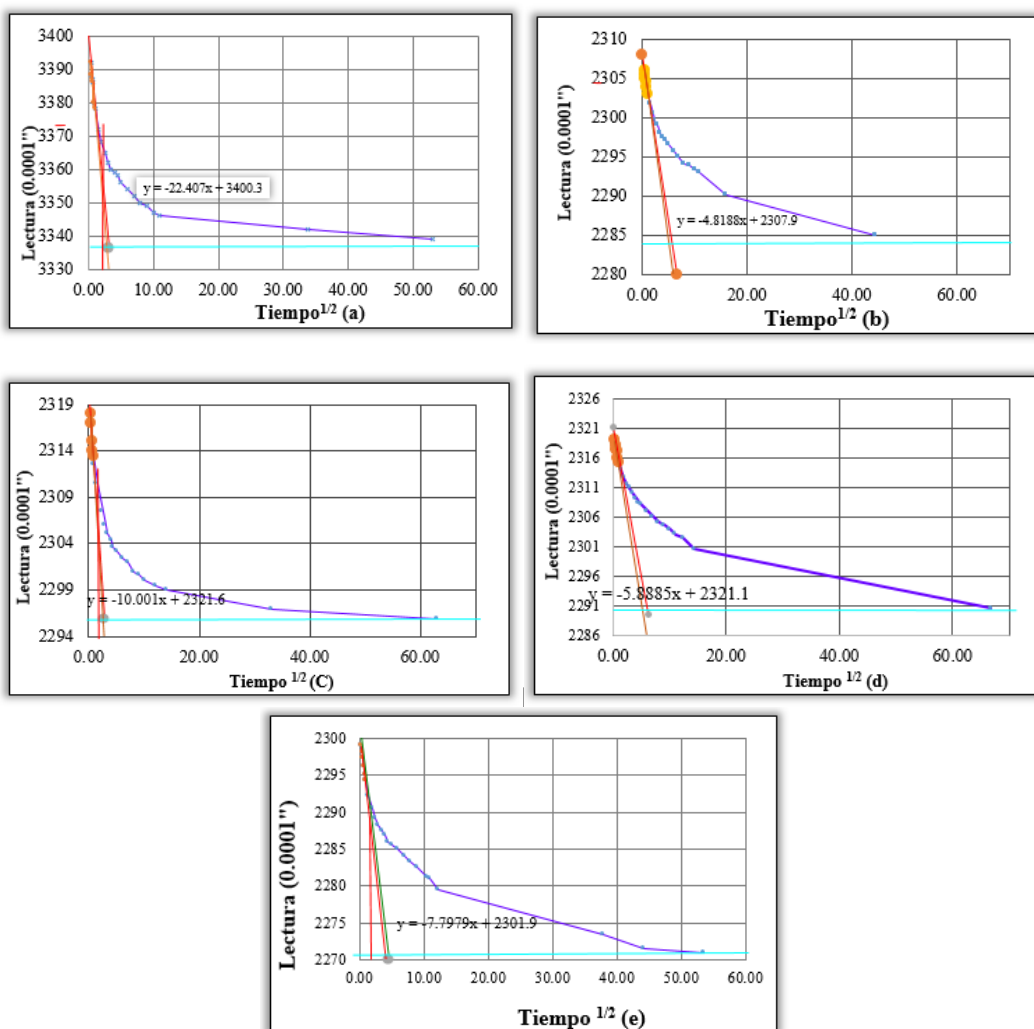 3400
3390
3380
3370
3360
3350
3340
3330
Lectura (0.0001")
y = -22.407x + 3400.3
0.00 10.00 20.00 30.00 40.00 50.00 60.00
Tiempo1/2 (a)
2310
2305
2300
2295
2290
2285
2280
Lectura (0.0001")
y = -4.8188x + 2307.9
0.00 20.00 40.00 60.00
Tiempo1/2 (b)
2319
2314
2309
2304
2299
2294
Lectura (0.0001")
y = -10.001x + 2321.6
0.00 20.00 40.00 60.00
Tiempo 1/2 (C)
2326
2321
2316
2311
2306
2301
2296
2291
2286
Lectura (0.0001")
y = -5.8885x + 2321.1
0.00 20.00 40.00 60.00
Tiempo 1/2 (d)
2300
2295
2290
2285
2280
2275
2270
Lectura (0.0001")
y = -7.7979x + 2301.9
0.00 10.00 20.00 30.00 40.00 50.00 60.00
Tiempo 1/2 (e)